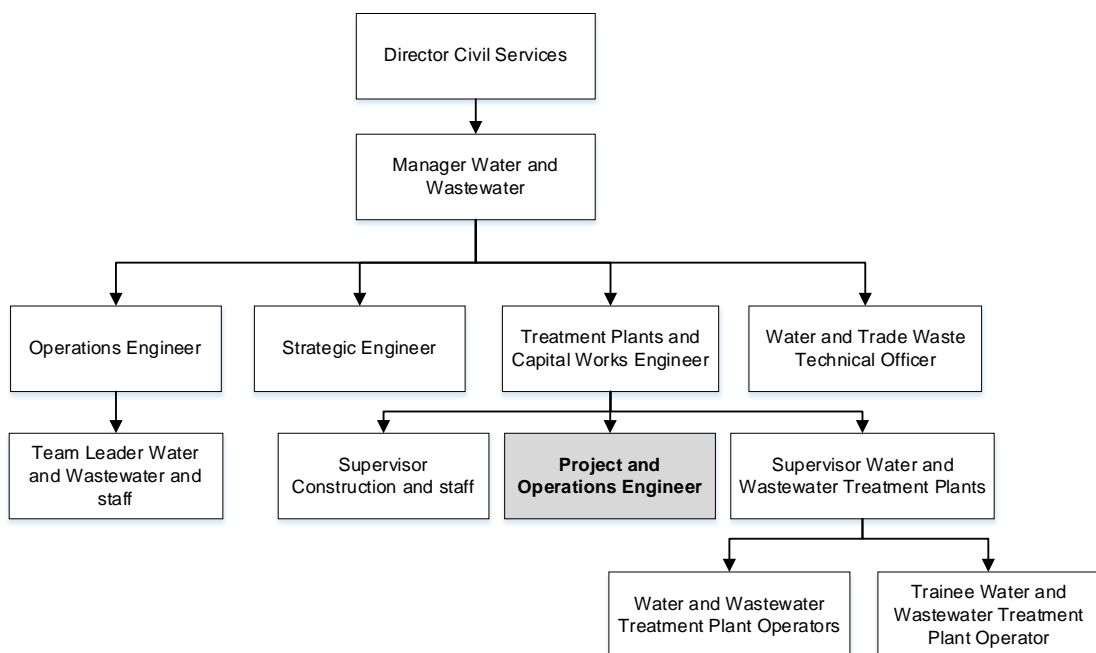 Director Civil Services
Manager Water and
Wastewater
Operations Engineer
Strategic Engineer
Treatment Plants and
Capital Works Engineer
Water and Trade Waste
Technical Officer
Team Leader Water
and Wastewater and
staff
Supervisor
Construction and staff
Project and
Operations Engineer
Supervisor Water and
Wastewater Treatment Plants
Water and Wastewater
Treatment Plant Operators
Trainee Water and
Wastewater Treatment
Plant Operator